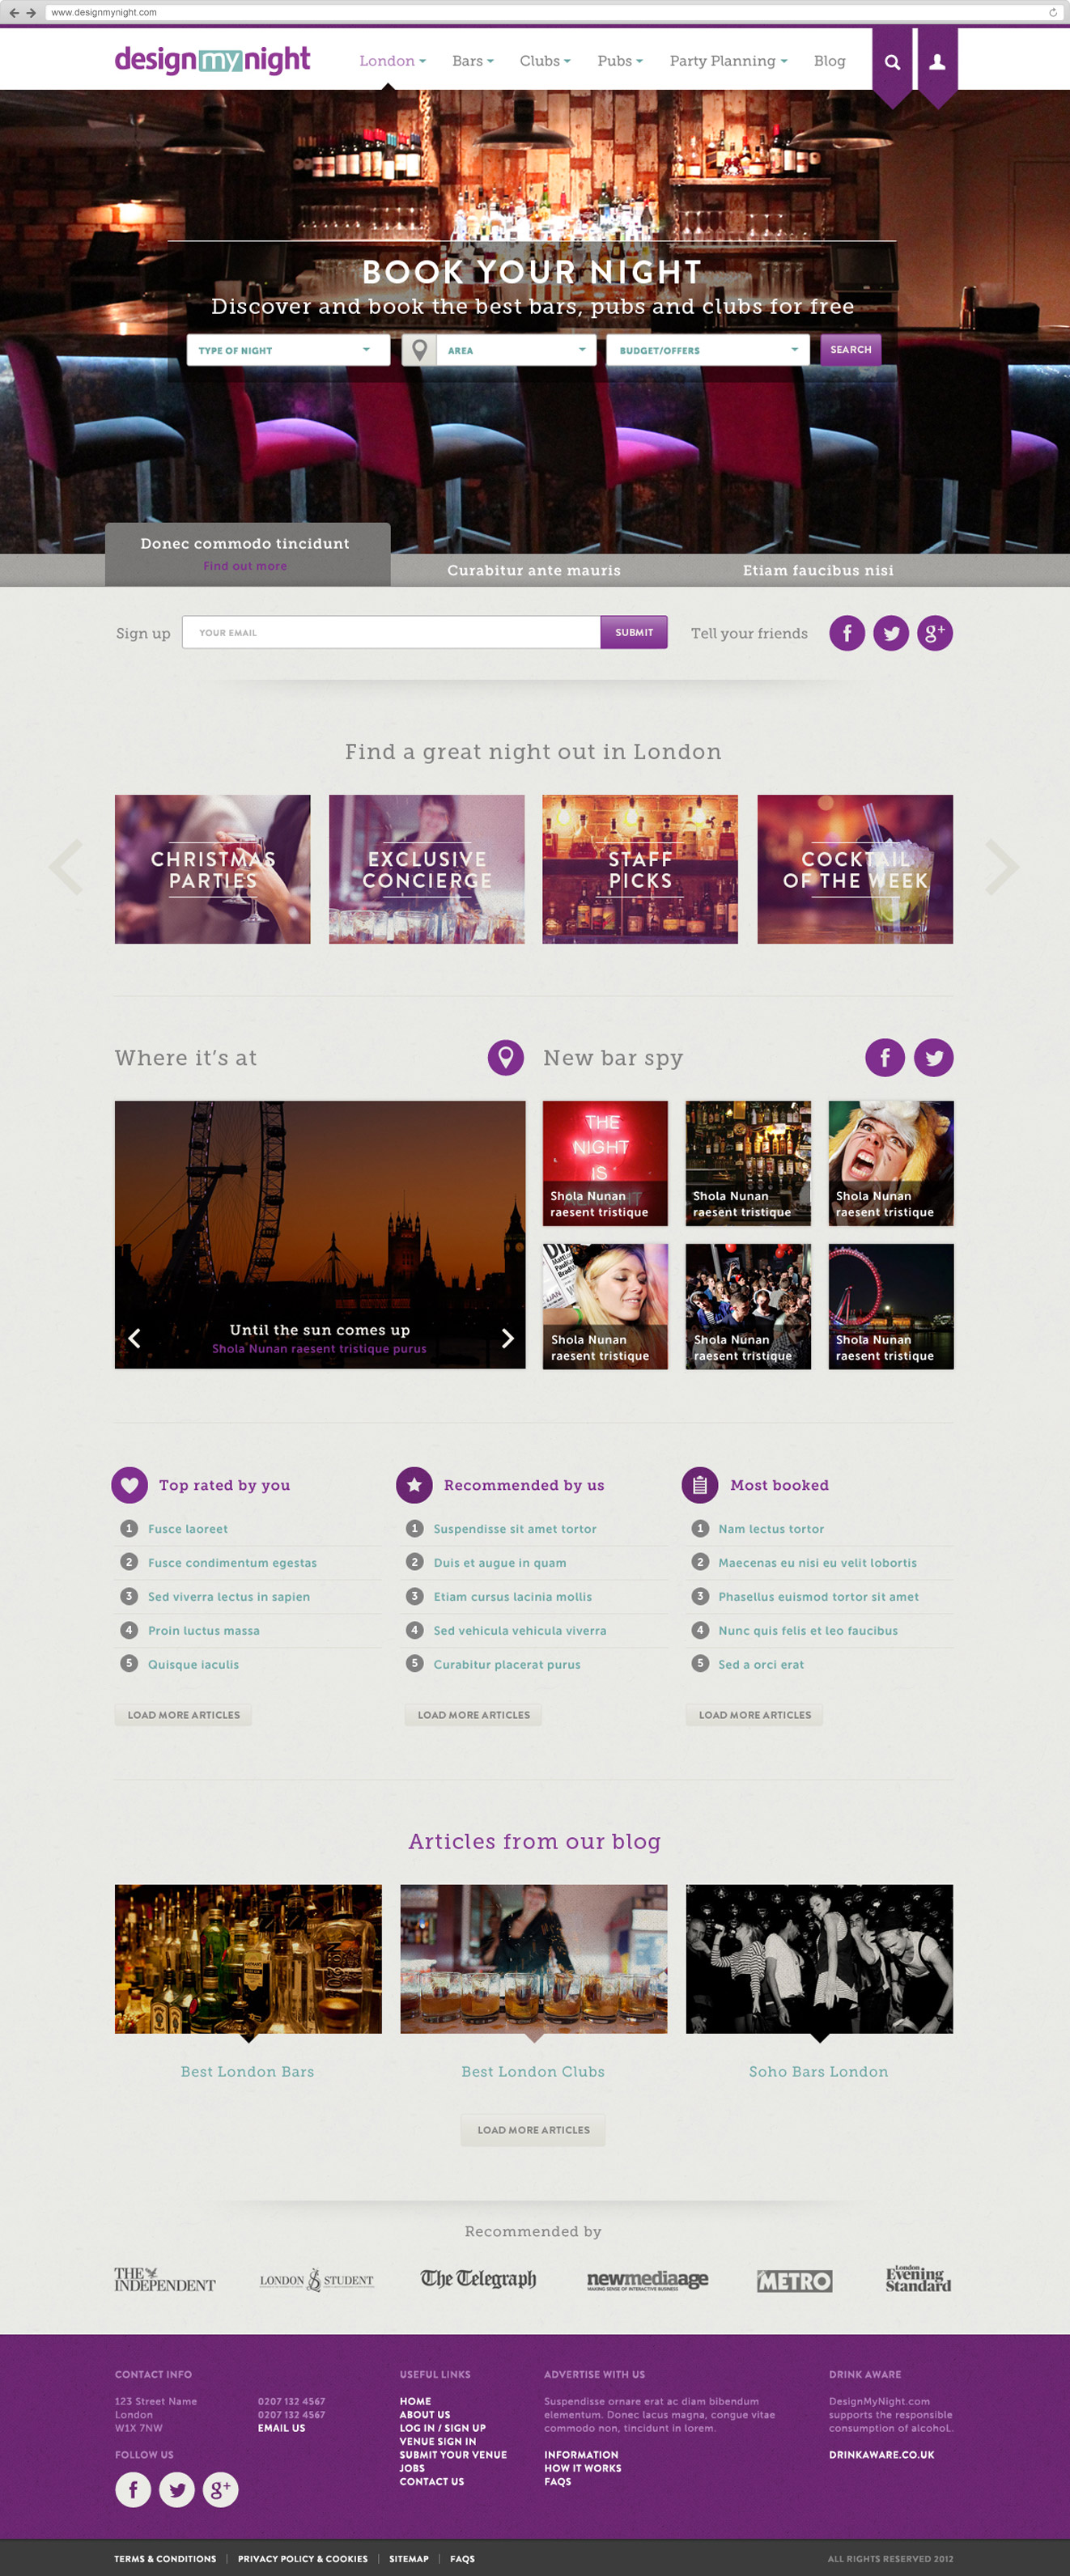 www.designmynight.com
designmynight
London
Bars
Clubs
Pubs
Party Planning
Blog
BOOK YOUR NIGHT
Discover and book the best bars, pubs and clubs for free
TYPE OF NIGHT
AREA
BUDGET/OFFERS
SEARCH
Donec commodo tincidunt
Find out more
Curabitur ante mauris
Etiam faucibus nisi
Sign up
YOUR EMAIL
SUBMIT
Tell your friends
f
g+
Find a great night out in London
CHRISTMAS
PARTIES
EXCLUSIVE
CONCIERGE
STAFF
PICKS
COCKTAIL
OF THE WEEK
Where it's at
New bar spy
f
THE
NIGHT
IS
Shola Nunan
raesent tristique
Shola Nunan
raesent tristique
Shola Nunan
raesent tristique
Until the sun comes up
Shola Nunan raesent tristique purus
Shola Nunan
raesent tristique
Shola Nunan
raesent tristique
Shola Nunan
raesent tristique
Top rated by you
1 Fusce laoreet
2 Fusce condimentum egestas
3 Sed viverra lectus in sapien
4 Proin luctus massa
5 Quisque iaculis
LOAD MORE ARTICLES
Recommended by us
1 Suspendisse sit amet tortor
2 Duis et augue in quam
3 Etiam cursus lacinia mollis
4 Sed vehicula vehicula viverra
5 Curabitur placerat purus
LOAD MORE ARTICLES
Most booked
1 Nam lectus tortor
2 Maecenas eu nisi eu velit lobortis
3 Phasellus euismod tortor sit amet
4 Nunc quis felis et leo faucibus
5 Sed a orci erat
LOAD MORE ARTICLES
Articles from our blog
Best London Bars
Best London Clubs
Soho Bars London
LOAD MORE ARTICLES
Recommended by
THE INDEPENDENT
LONDON STUDENT
The Telegraph
newmediaage
MAKING SENSE OF INTERACTIVE BUSINESS
METRO
London
Evening
Standard
CONTACT INFO
123 Street Name
London
W1X 7NW
0207 132 4567
0207 132 4567
EMAIL US
FOLLOW US
f
g+
USEFUL LINKS
HOME
ABOUT US
LOG IN / SIGN UP
VENUE SIGN IN
SUBMIT YOUR VENUE
JOBS
CONTACT US
ADVERTISE WITH US
Suspendisse ornare erat ac diam bibendum
elementum. Donec lacus magna, congue vitae
commodo non, tincidunt in lorem.
INFORMATION
HOW IT WORKS
FAQS
DRINK AWARE
DesignMyNight.com
supports the responsible
consumption of alcohol..
DRINKAWARE.CO.UK
TERMS & CONDITIONS | PRIVACY POLICY & COOKIES | SITEMAP | FAQS
ALL RIGHTS RESERVED 2012